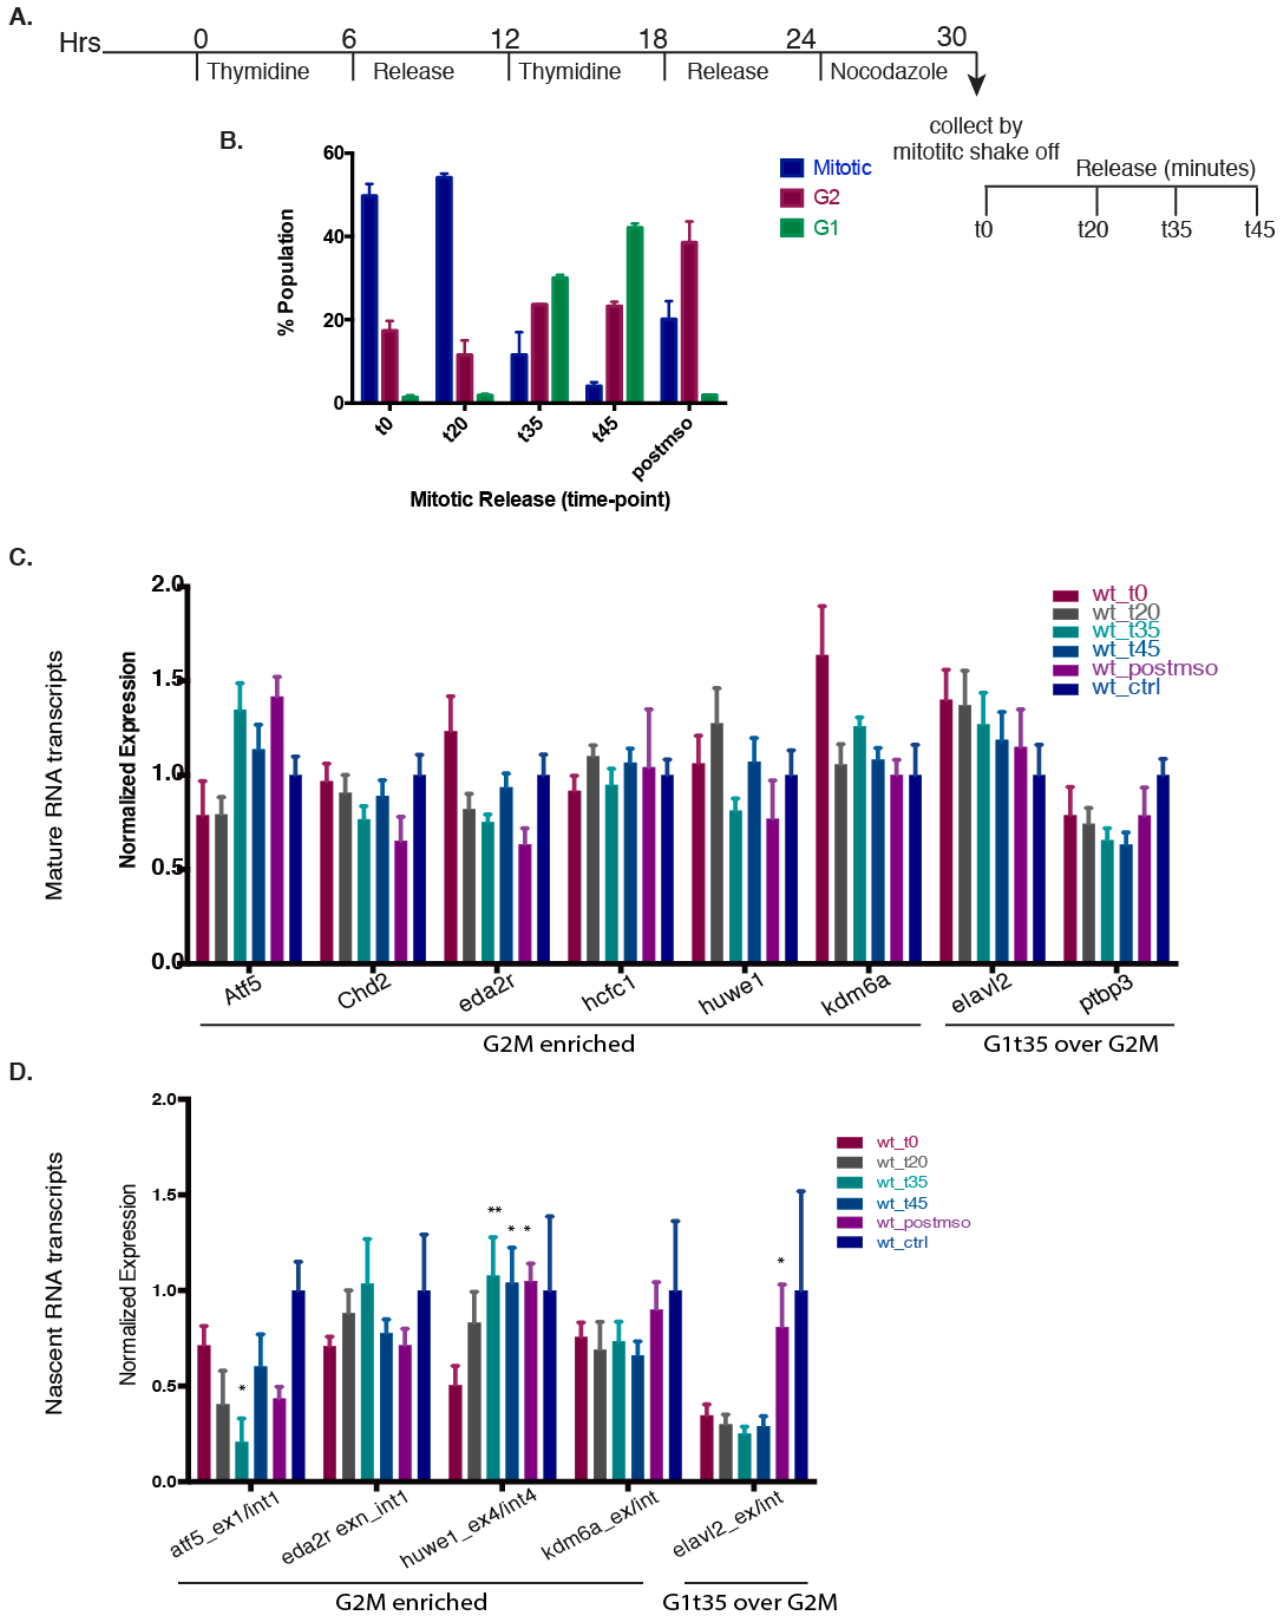 A.
Hrs 0 6 12 18 24 30
Thymidine Release Thymidine Release Nocodazole
collect by
mitotitc shake off
Release (minutes)
t0 t20 t35 t45
B.
% Population
60
40
20
0
t0 t20 t35 t45 postmso
Mitotic Release (time-point)
Mitotic
G2
G1
C.
Mature RNA transcripts
Normalized Expression
2.0
1.5
1.0
0.5
0.0
wt_t0
wt_t20
wt_t35
wt_t45
wt_postmso
wt_ctrl
Atf5 Chd2 eda2r hcfc1 huwe1 kdm6a elavl2 ptbp3
G2M enriched G1t35 over G2M
D.
Nascent RNA transcripts
Normalized Expression
2.0
1.5
1.0
0.5
0.0
* ** * * *
wt_t0
wt_t20
wt_t35
wt_t45
wt_postmso
wt_ctrl
atf5_ex1/int1 eda2r exn_int1 huwe1_ex4/int4 kdm6a_ex/int elavl2_ex/int
G2M enriched G1t35 over G2M